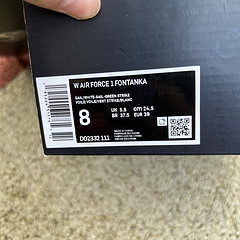 W AIR FORCE 1 FONTANKA
SAIL/WHITE-SAIL-GREEN STRIKE
VOILE/VOILE/VERT STRIKE/BLANC
8
UK 5.5 cm 24.5
BR 37.5 EUR 39
DO2332 111